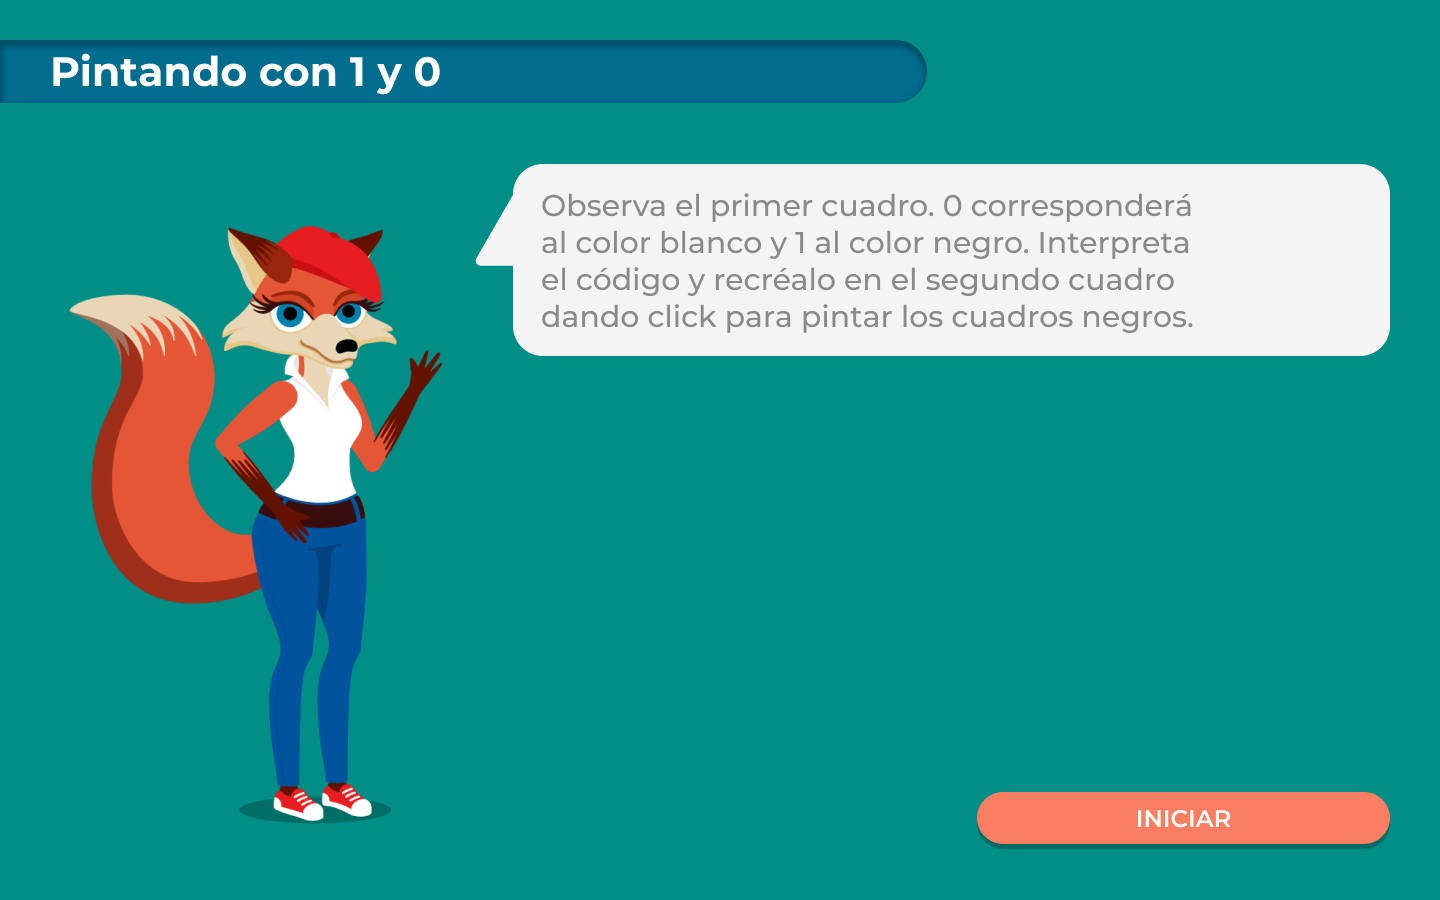 Pintando con 1 y 0
Observa el primer cuadro. 0 corresponderá
al color blanco y 1 al color negro. Interpreta
el código y recréalo en el segundo cuadro
dando click para pintar los cuadros negros.
INICIAR